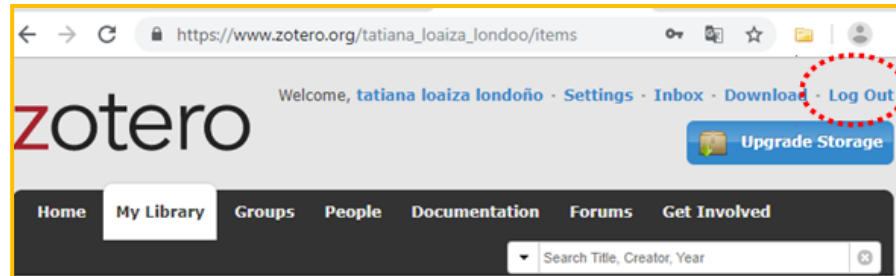 https://www.zotero.org/tatiana_loaiza_londoo/items
Welcome, tatiana loaiza londoño · Settings · Inbox · Download · Log Out
zotero
Upgrade Storage
Home My Library Groups People Documentation Forums Get Involved
Search Title, Creator, Year